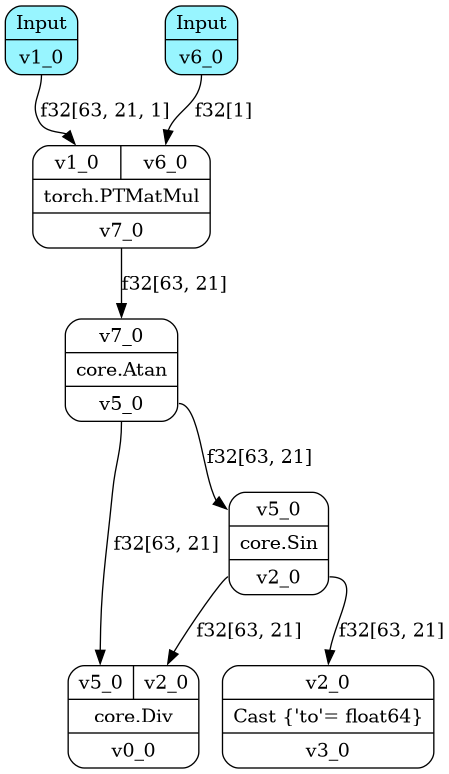 Input
v1_0
Input
v6_0
f32[63, 21, 1]
f32[1]
v1_0
v6_0
torch.PTMatMul
v7_0
f32[63, 21]
v7_0
core.Atan
v5_0
f32[63, 21]
v5_0
core.Sin
v2_0
f32[63, 21]
f32[63, 21]
f32[63, 21]
v5_0
v2_0
core.Div
v0_0
v2_0
Cast {'to'= float64}
v3_0